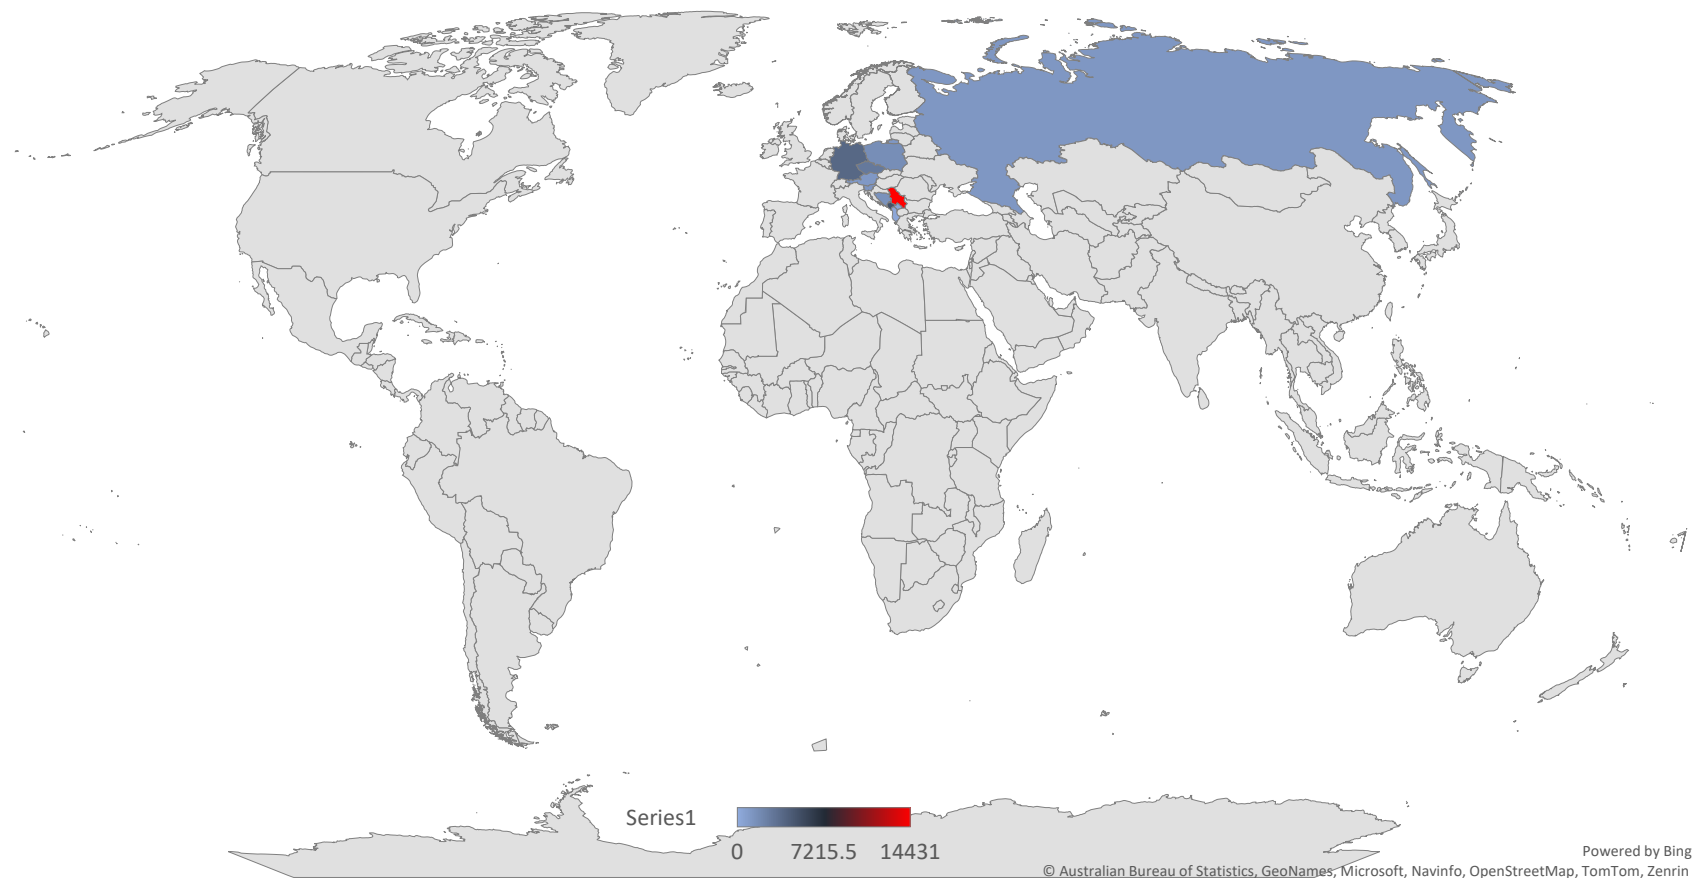 Series1
0 7215.5 14431
Powered by Bing
© Australian Bureau of Statistics, GeoNames, Microsoft, Navinfo, OpenStreetMap, TomTom, Zenrin